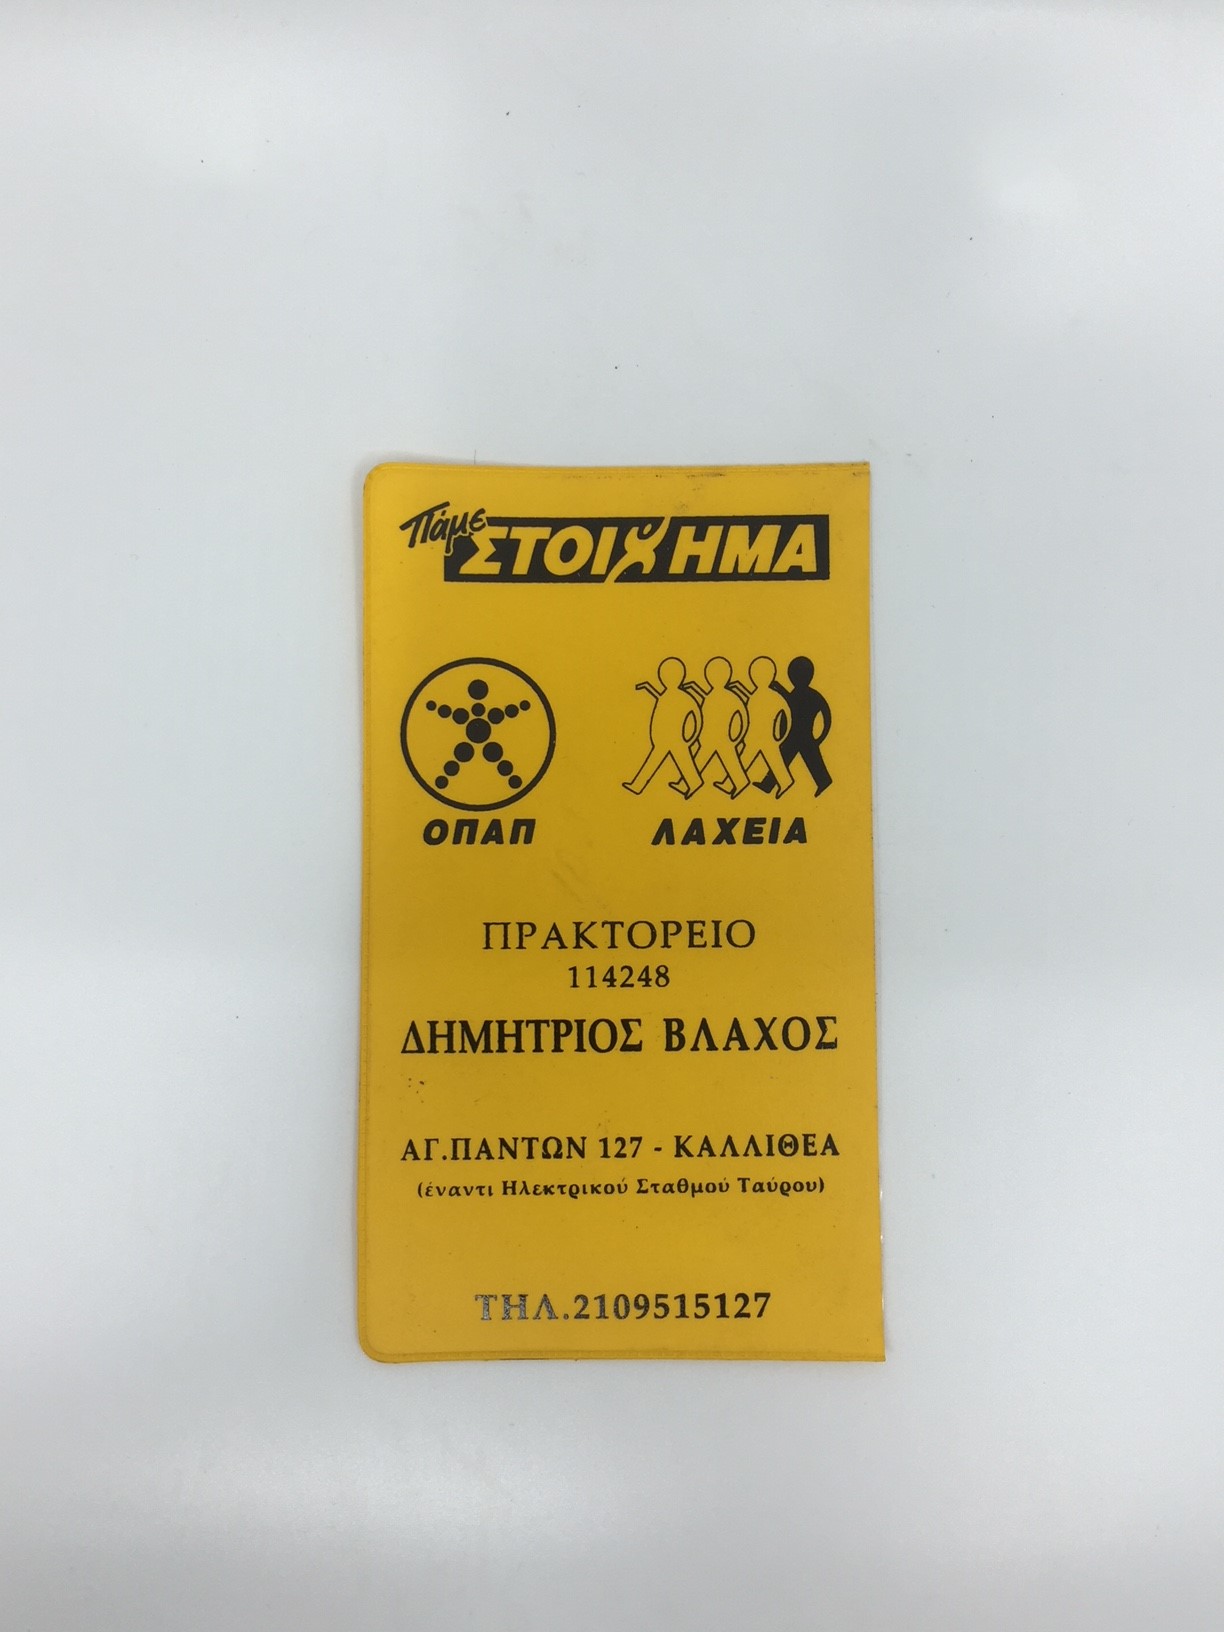 Πάμε ΣΤΟΙΧΗΜΑ
ΟΠΑΠ ΛΑΧΕΙΑ
ΠΡΑΚΤΟΡΕΙΟ
114248
ΔΗΜΗΤΡΙΟΣ ΒΛΑΧΟΣ
ΑΓ.ΠΑΝΤΩΝ 127 - ΚΑΛΛΙΘΕΑ
(έναντι Ηλεκτρικού Σταθμού Ταύρου)
ΤΗΛ.2109515127